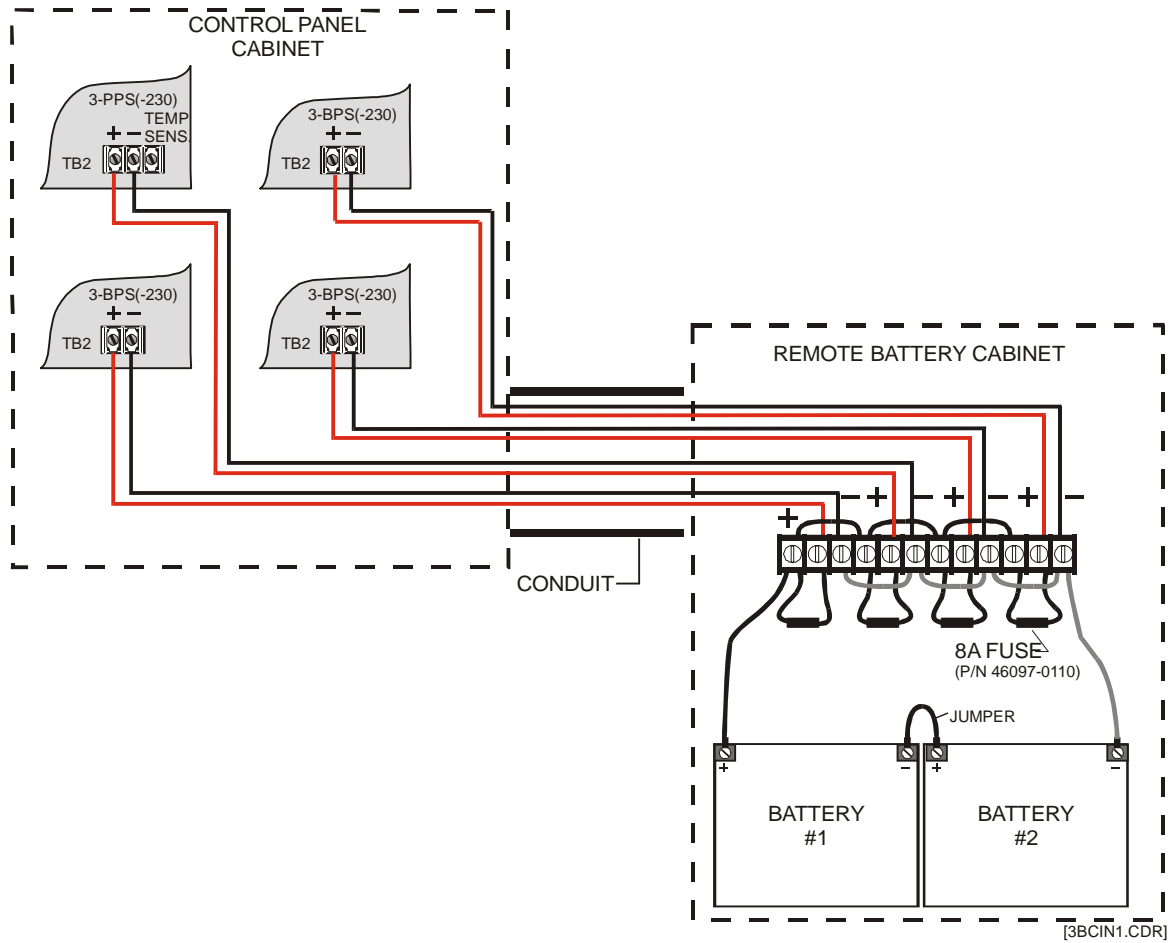 CONTROL PANEL
CABINET
3-PPS(-230)
TEMP
SENS.
+ −
TB2
3-BPS(-230)
+ −
TB2
3-BPS(-230)
+ −
TB2
3-BPS(-230)
+ −
TB2
REMOTE BATTERY CABINET
+ − + − + − + −
CONDUIT
8A FUSE
(P/N 46097-0110)
JUMPER
+ − + −
BATTERY
#1
BATTERY
#2
[3BCIN1.CDR]